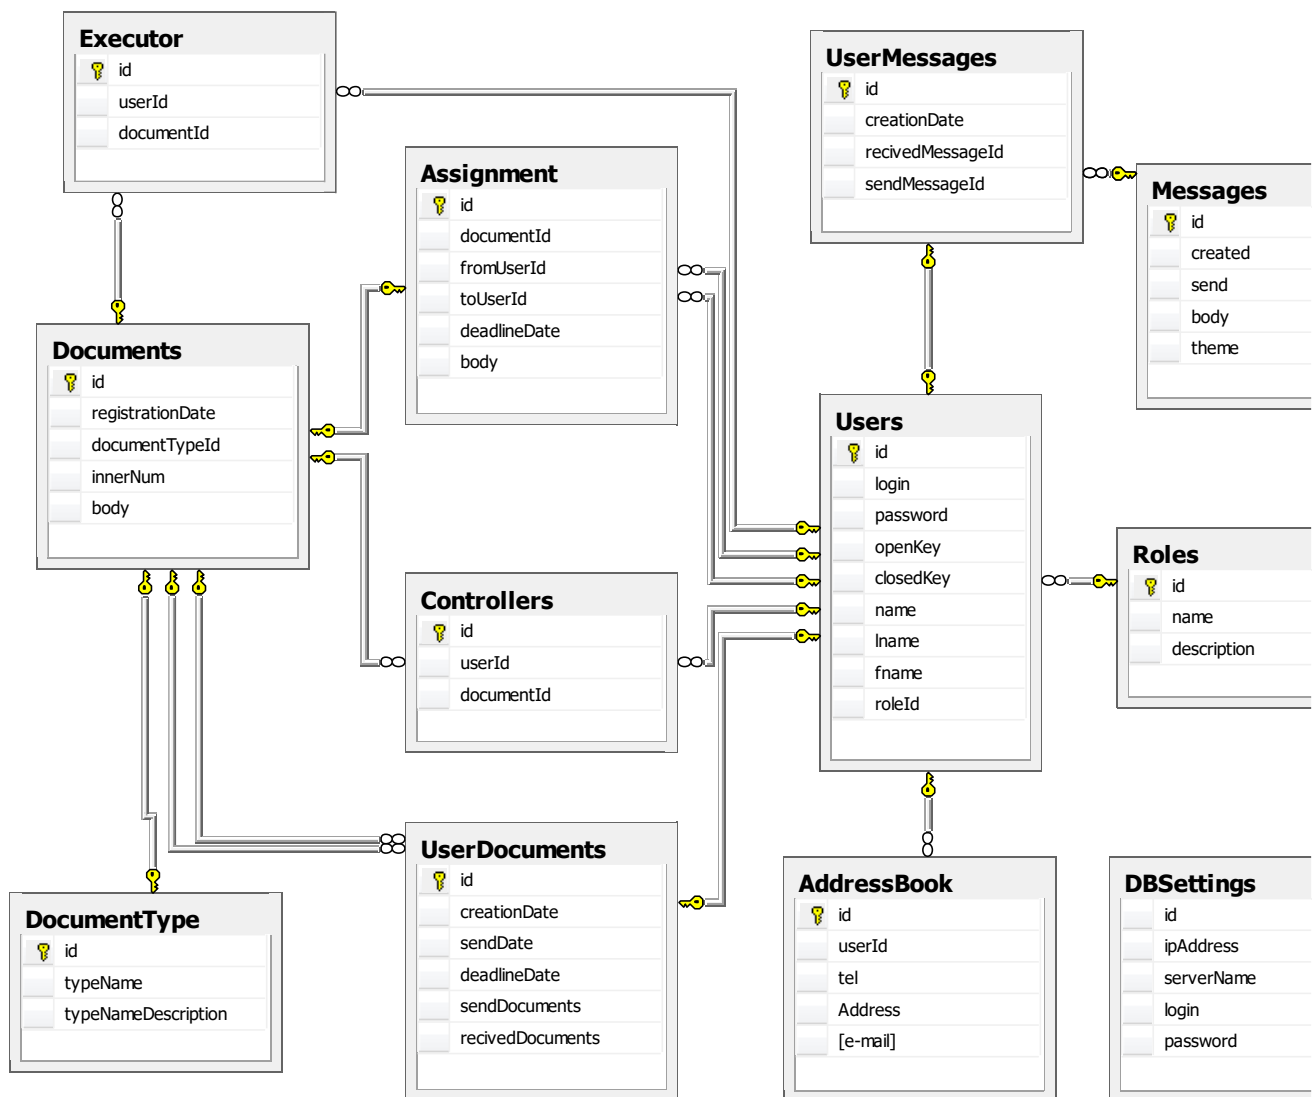 Executor
id
userId
documentId
UserMessages
id
creationDate
recivedMessageId
sendMessageId
Assignment
id
documentId
fromUserId
toUserId
deadlineDate
body
Messages
id
created
send
body
theme
Documents
id
registrationDate
documentTypeId
innerNum
body
Users
id
login
password
openKey
closedKey
name
lname
fname
roleId
Roles
id
name
description
Controllers
id
userId
documentId
UserDocuments
id
creationDate
sendDate
deadlineDate
sendDocuments
recivedDocuments
DocumentType
id
typeName
typeNameDescription
AddressBook
id
userId
tel
Address
[e-mail]
DBSettings
id
ipAddress
serverName
login
password